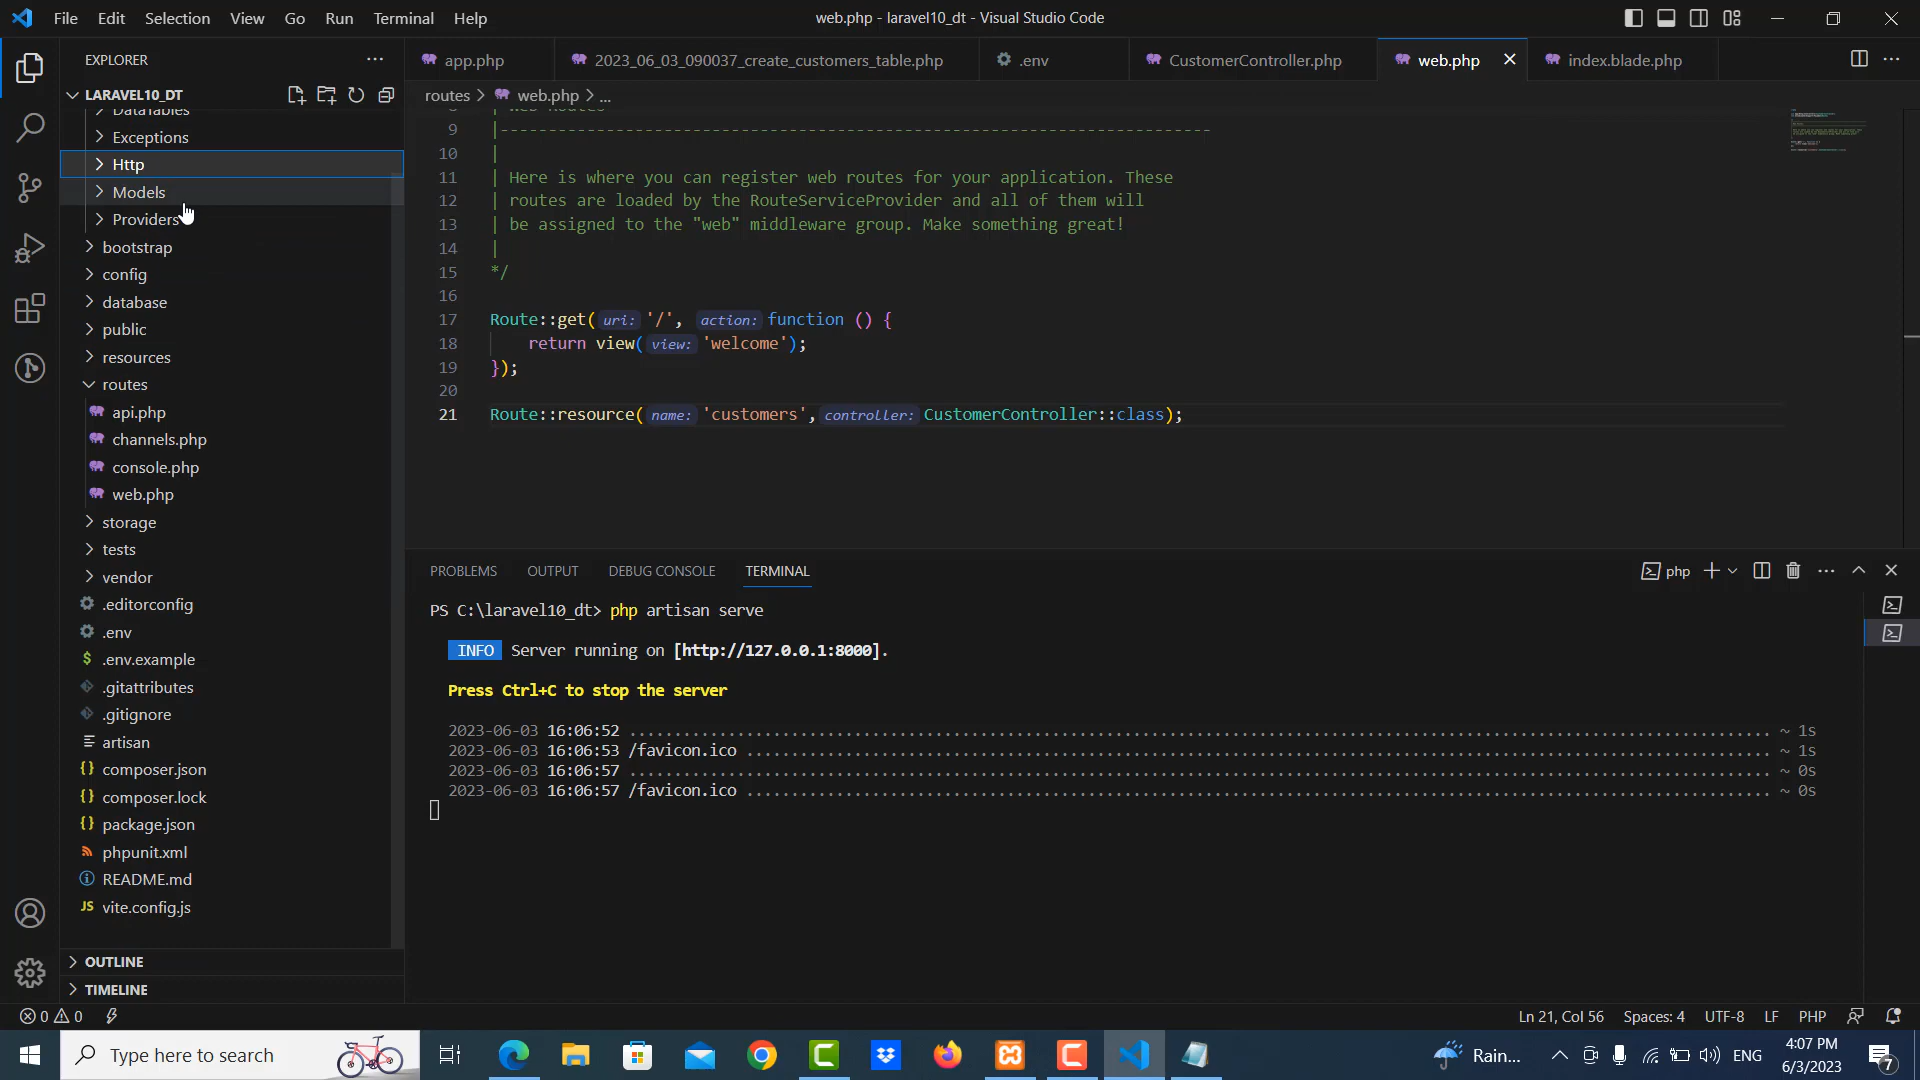 File Edit Selection View Go Run Terminal Help
web.php - laravel10_dt - Visual Studio Code
EXPLORER
LARAVEL10_DT
DataTables
Exceptions
Http
Models
Providers
bootstrap
config
database
public
resources
routes
api.php
channels.php
console.php
web.php
storage
tests
vendor
.editorconfig
.env
.env.example
.gitattributes
.gitignore
artisan
composer.json
composer.lock
package.json
phpunit.xml
README.md
vite.config.js
OUTLINE
TIMELINE
app.php 2023_06_03_090037_create_customers_table.php .env CustomerController.php web.php index.blade.php
routes > web.php > ...
8 | Web Routes
9 |--------------------------------------------------------------------------
10 |
11 | Here is where you can register web routes for your application. These
12 | routes are loaded by the RouteServiceProvider and all of them will
13 | be assigned to the "web" middleware group. Make something great!
14 |
15 */
16
17 Route::get( uri: '/', action: function () {
18 return view( view: 'welcome');
19 });
20
21 Route::resource( name: 'customers', controller: CustomerController::class);
PROBLEMS OUTPUT DEBUG CONSOLE TERMINAL
php
PS C:\laravel10_dt> php artisan serve
INFO Server running on [http://127.0.0.1:8000].
Press Ctrl+C to stop the server
2023-06-03 16:06:52 ........ ~ 1s
2023-06-03 16:06:53 /favicon.ico ........ ~ 1s
2023-06-03 16:06:57 ........ ~ 0s
2023-06-03 16:06:57 /favicon.ico ........ ~ 0s
0 0
Ln 21, Col 56 Spaces: 4 UTF-8 LF PHP
Type here to search
Rain...
ENG
4:07 PM
6/3/2023
7